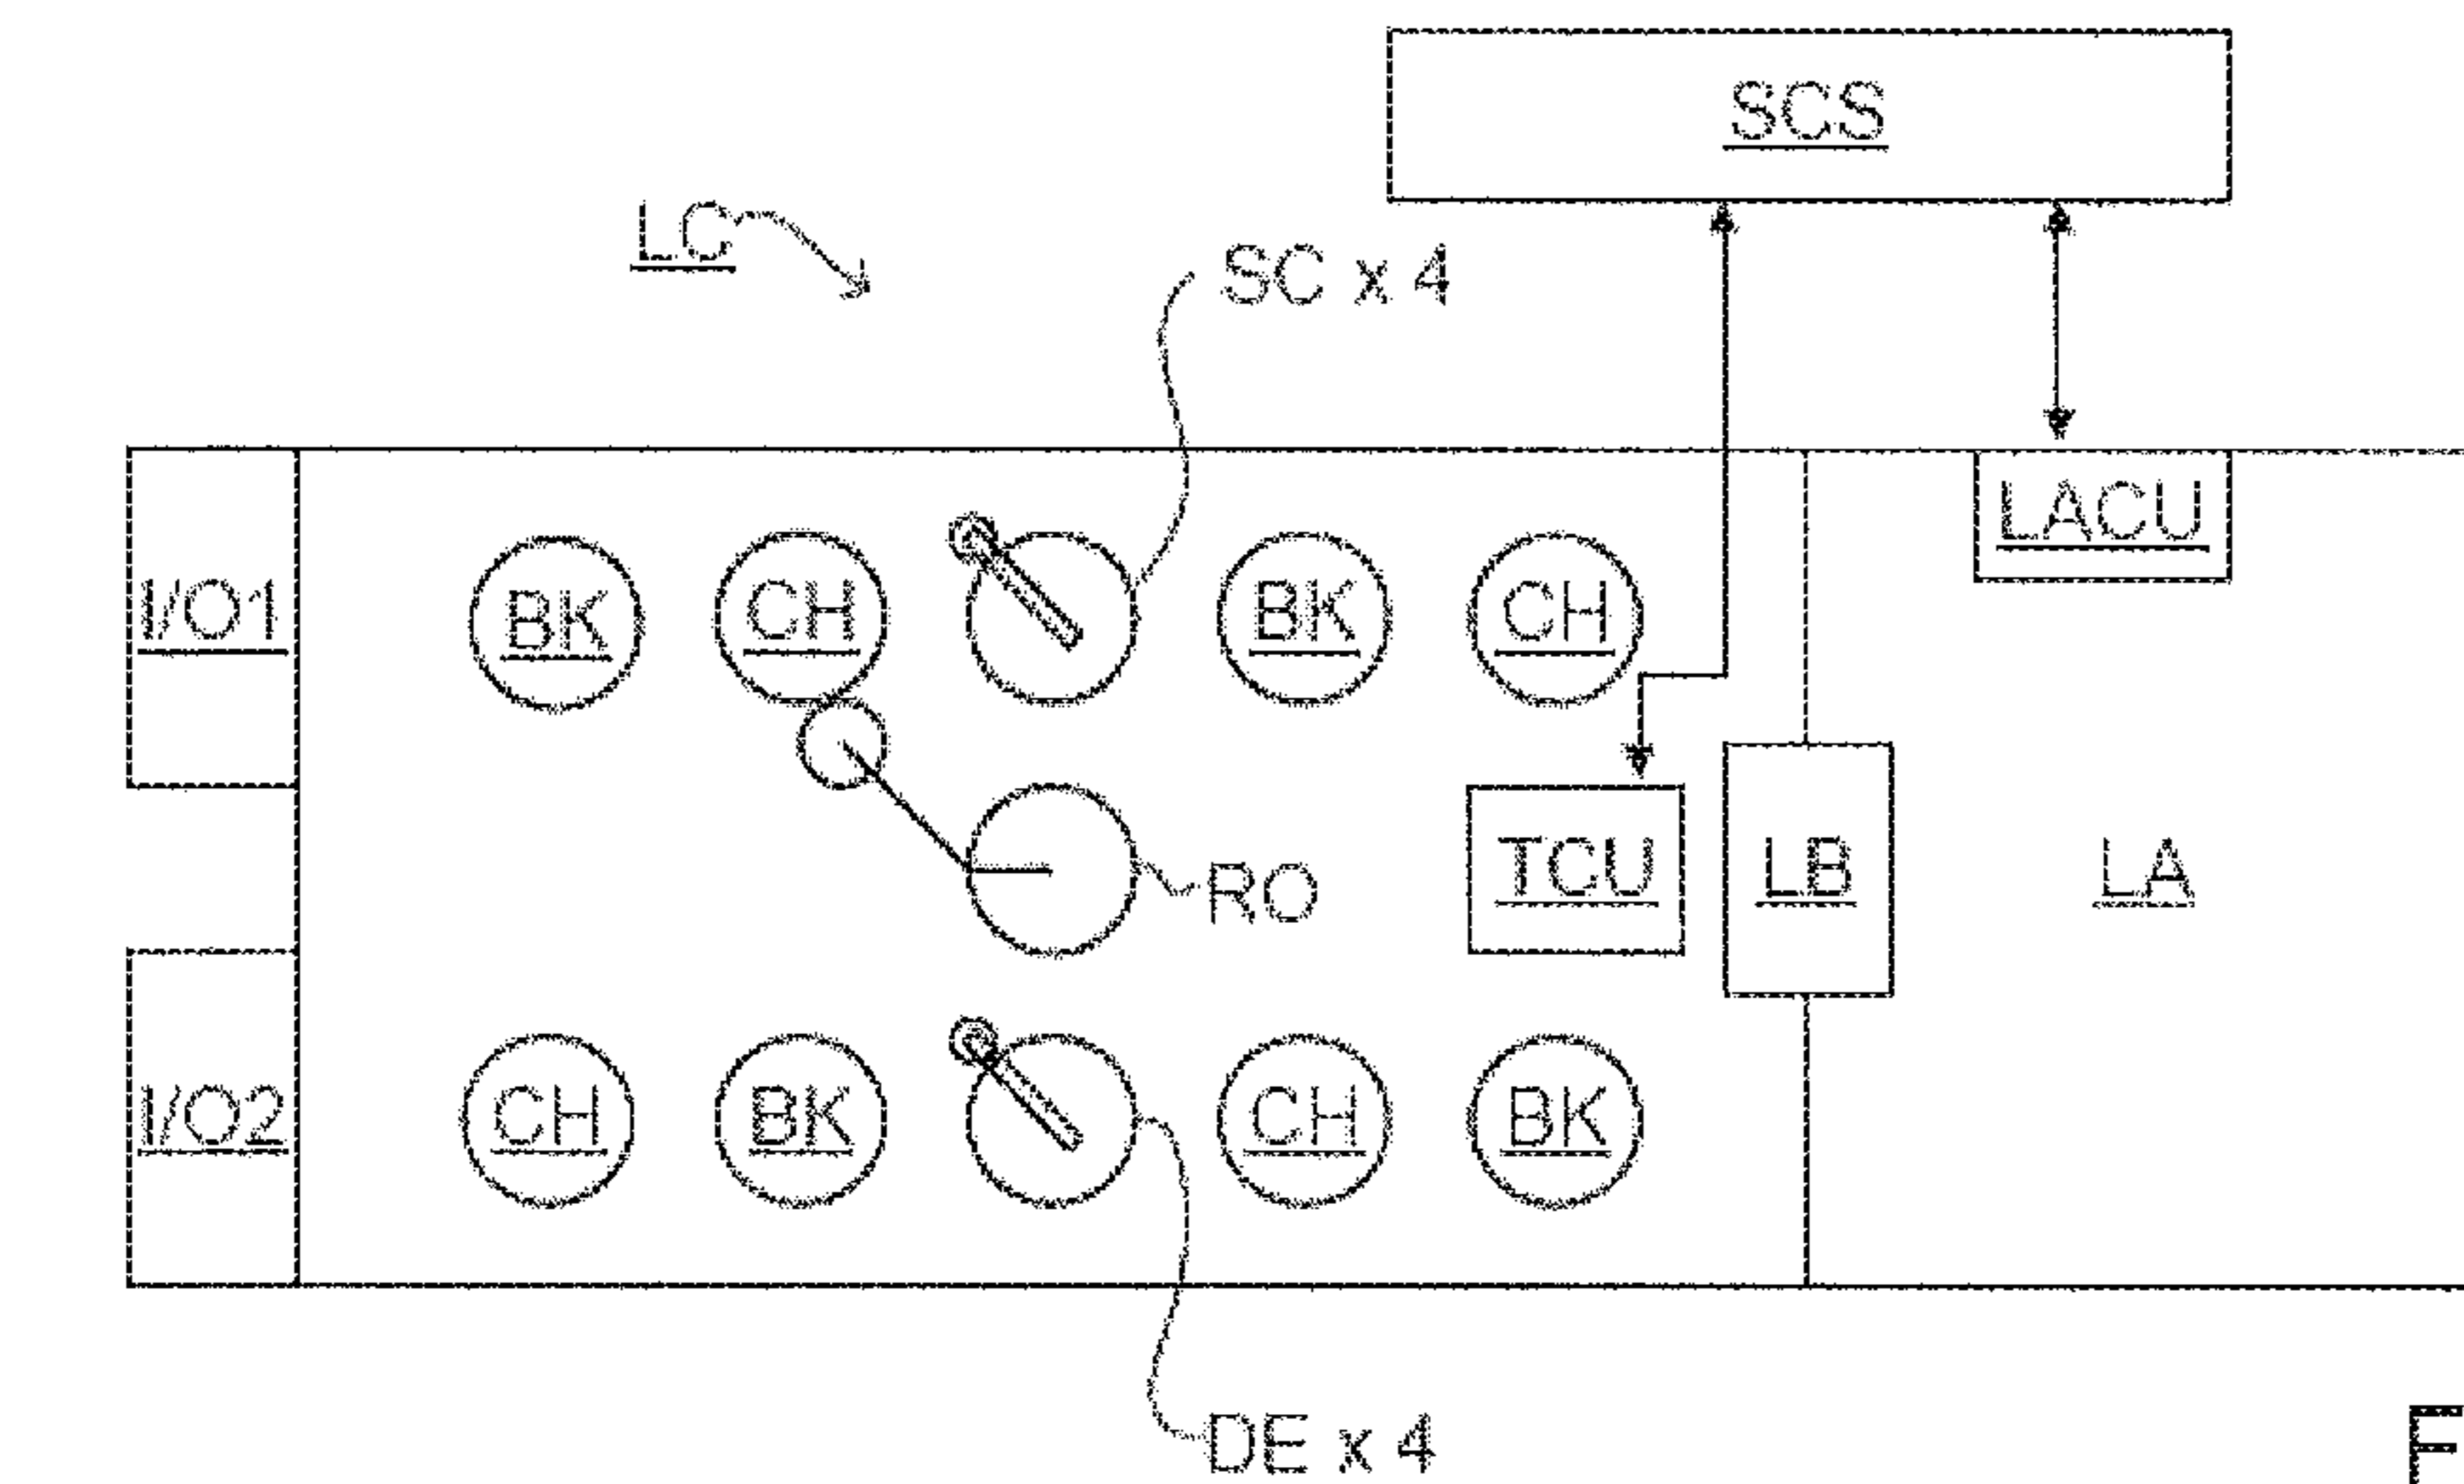 SCS
LC
SC x 4
LACU
I/O1
BK
CH
BK
CH
TCU
LB
LA
RO
I/O2
CH
BK
CH
BK
DE x 4